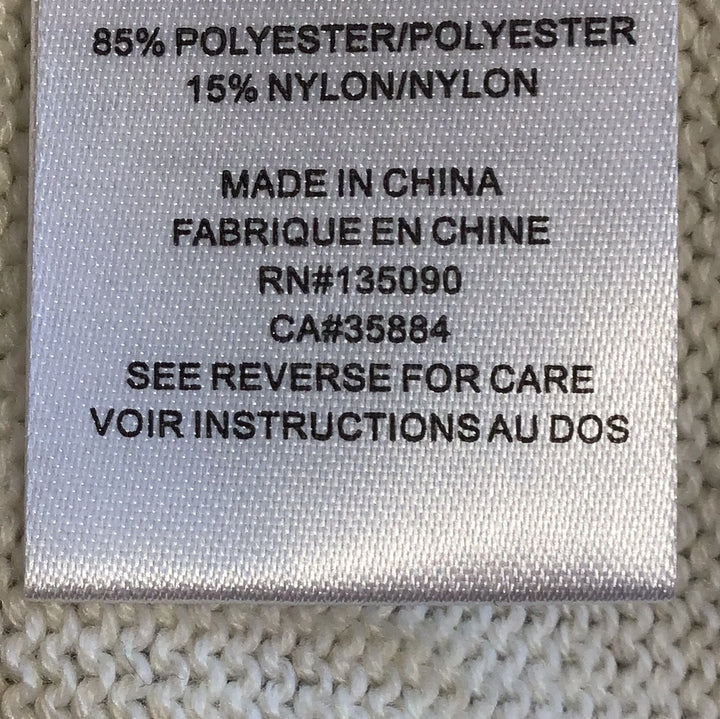 85% POLYESTER/POLYESTER
15% NYLON/NYLON
MADE IN CHINA
FABRIQUE EN CHINE
RN#135090
CA#35884
SEE REVERSE FOR CARE
VOIR INSTRUCTIONS AU DOS